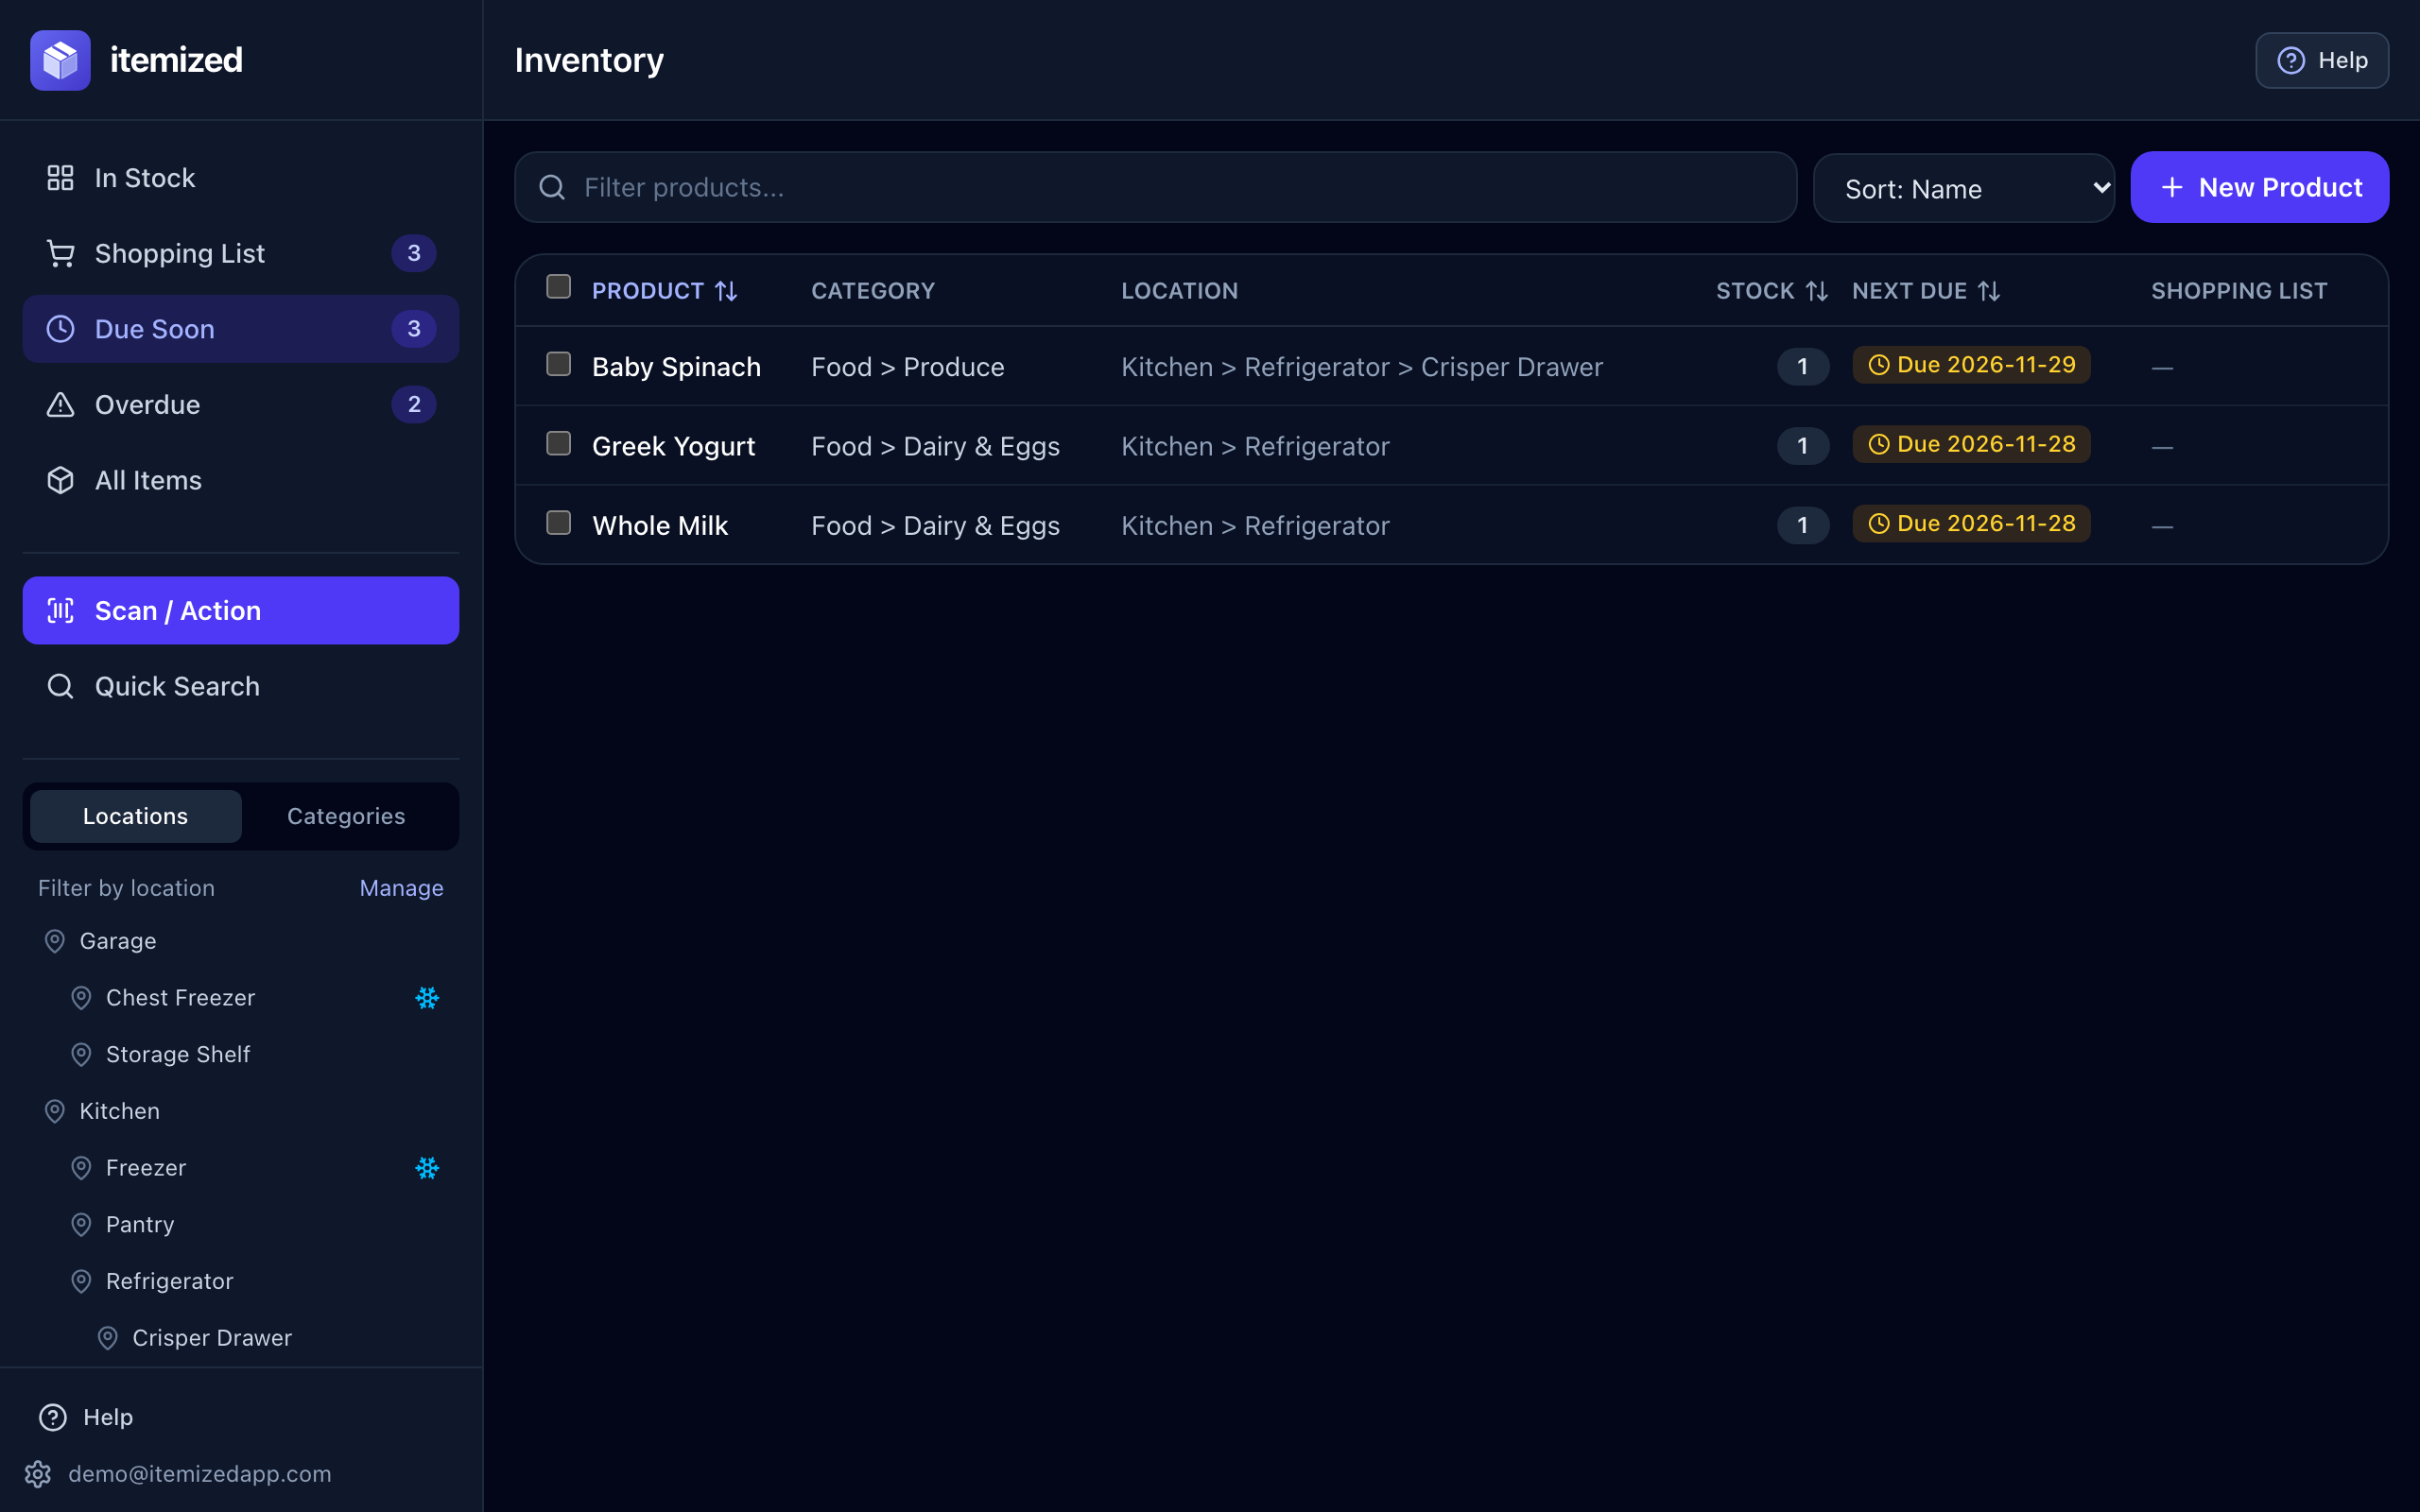 itemized
In Stock
Shopping List 3
Due Soon 3
Overdue 2
All Items
Scan / Action
Quick Search
Locations Categories
Filter by location Manage
Garage
Chest Freezer
Storage Shelf
Kitchen
Freezer
Pantry
Refrigerator
Crisper Drawer
Help
demo@itemizedapp.com
Inventory Help
Filter products... Sort: Name + New Product
PRODUCT CATEGORY LOCATION STOCK NEXT DUE SHOPPING LIST
Baby Spinach Food > Produce Kitchen > Refrigerator > Crisper Drawer 1 Due 2026-11-29 —
Greek Yogurt Food > Dairy & Eggs Kitchen > Refrigerator 1 Due 2026-11-28 —
Whole Milk Food > Dairy & Eggs Kitchen > Refrigerator 1 Due 2026-11-28 —